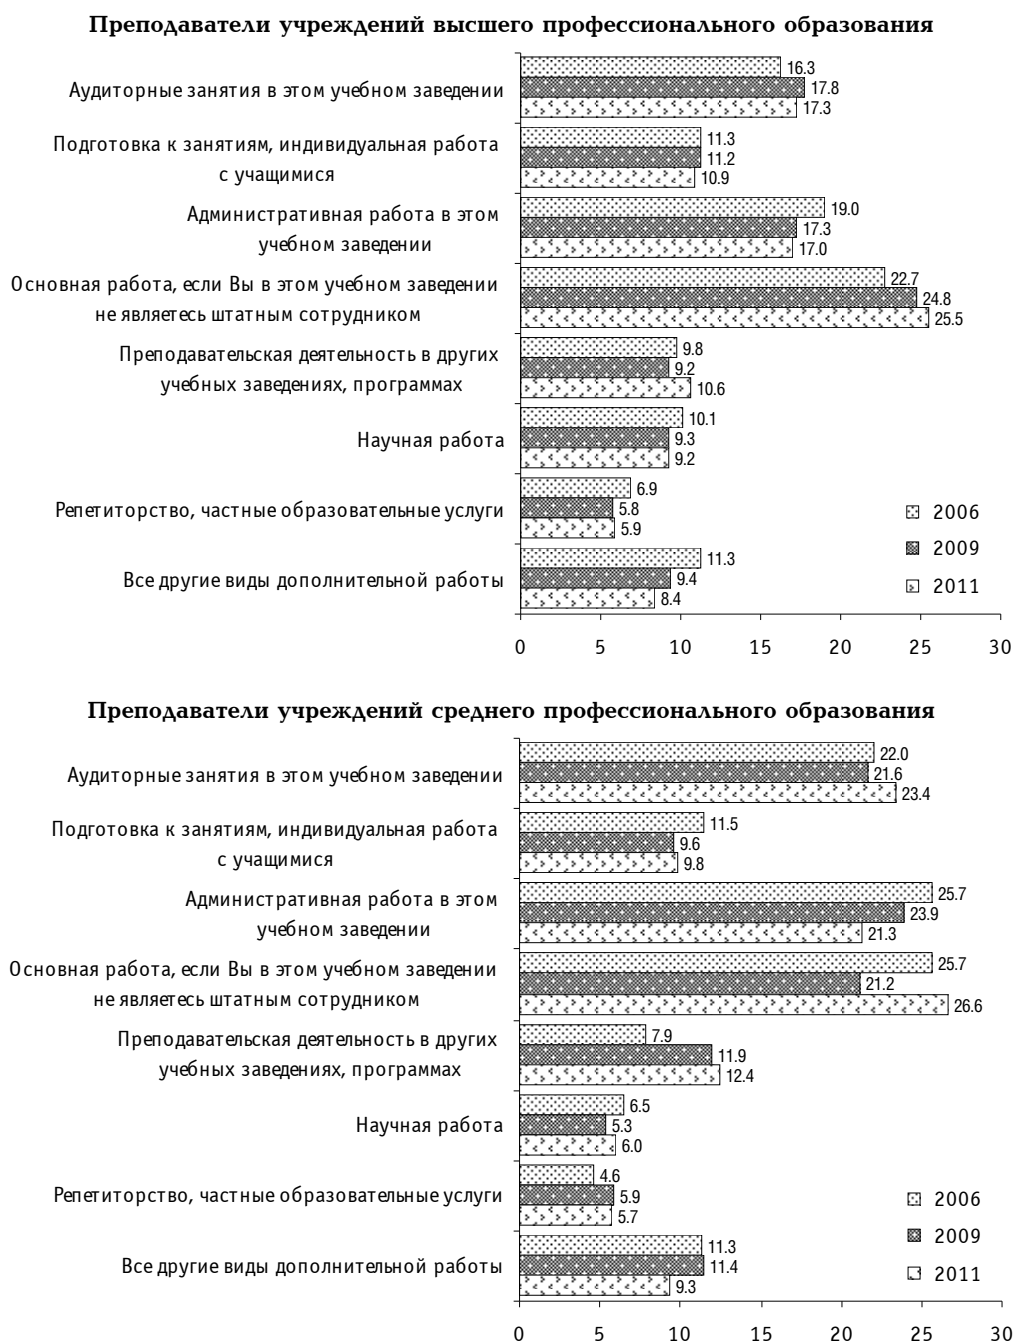 Преподаватели учреждений высшего профессионального образования
Аудиторные занятия в этом учебном заведении
16.3
17.8
17.3
Подготовка к занятиям, индивидуальная работа
с учащимися
11.3
11.2
10.9
Административная работа в этом
учебном заведении
19.0
17.3
17.0
Основная работа, если Вы в этом учебном заведении
не являетесь штатным сотрудником
22.7
24.8
25.5
Преподавательская деятельность в других
учебных заведениях, программах
9.8
9.2
10.6
Научная работа
10.1
9.3
9.2
Репетиторство, частные образовательные услуги
6.9
5.8
5.9
Все другие виды дополнительной работы
11.3
9.4
8.4
2006
2009
2011
0 5 10 15 20 25 30
Преподаватели учреждений среднего профессионального образования
Аудиторные занятия в этом учебном заведении
22.0
21.6
23.4
Подготовка к занятиям, индивидуальная работа
с учащимися
11.5
9.6
9.8
Административная работа в этом
учебном заведении
25.7
23.9
21.3
Основная работа, если Вы в этом учебном заведении
не являетесь штатным сотрудником
25.7
21.2
26.6
Преподавательская деятельность в других
учебных заведениях, программах
7.9
11.9
12.4
Научная работа
6.5
5.3
6.0
Репетиторство, частные образовательные услуги
4.6
5.9
5.7
Все другие виды дополнительной работы
11.3
11.4
9.3
2006
2009
2011
0 5 10 15 20 25 30